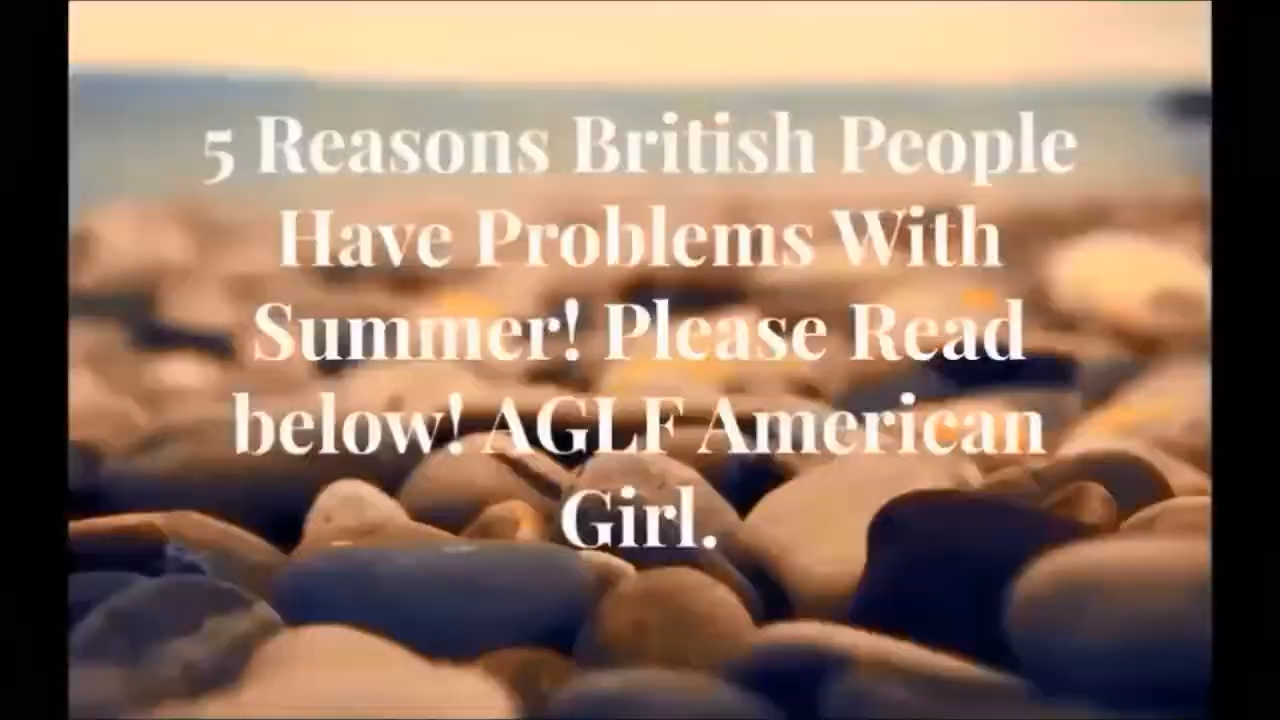 5 Reasons British People
Have Problems With
Summer! Please Read
below! AGLF American
Girl.